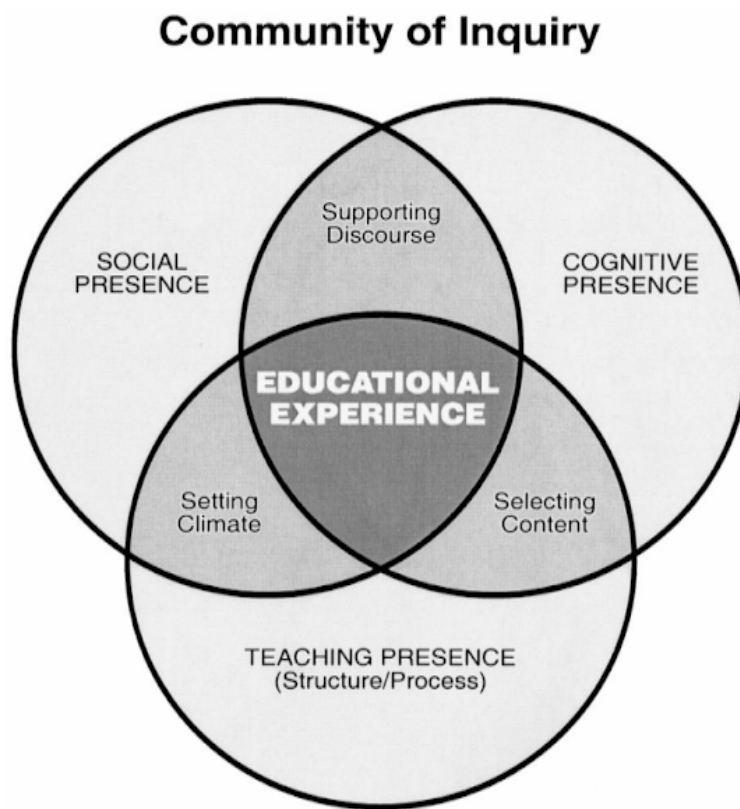 Community of Inquiry
Supporting
Discourse
SOCIAL
PRESENCE
COGNITIVE
PRESENCE
EDUCATIONAL
EXPERIENCE
Setting
Climate
Selecting
Content
TEACHING PRESENCE
(Structure/Process)